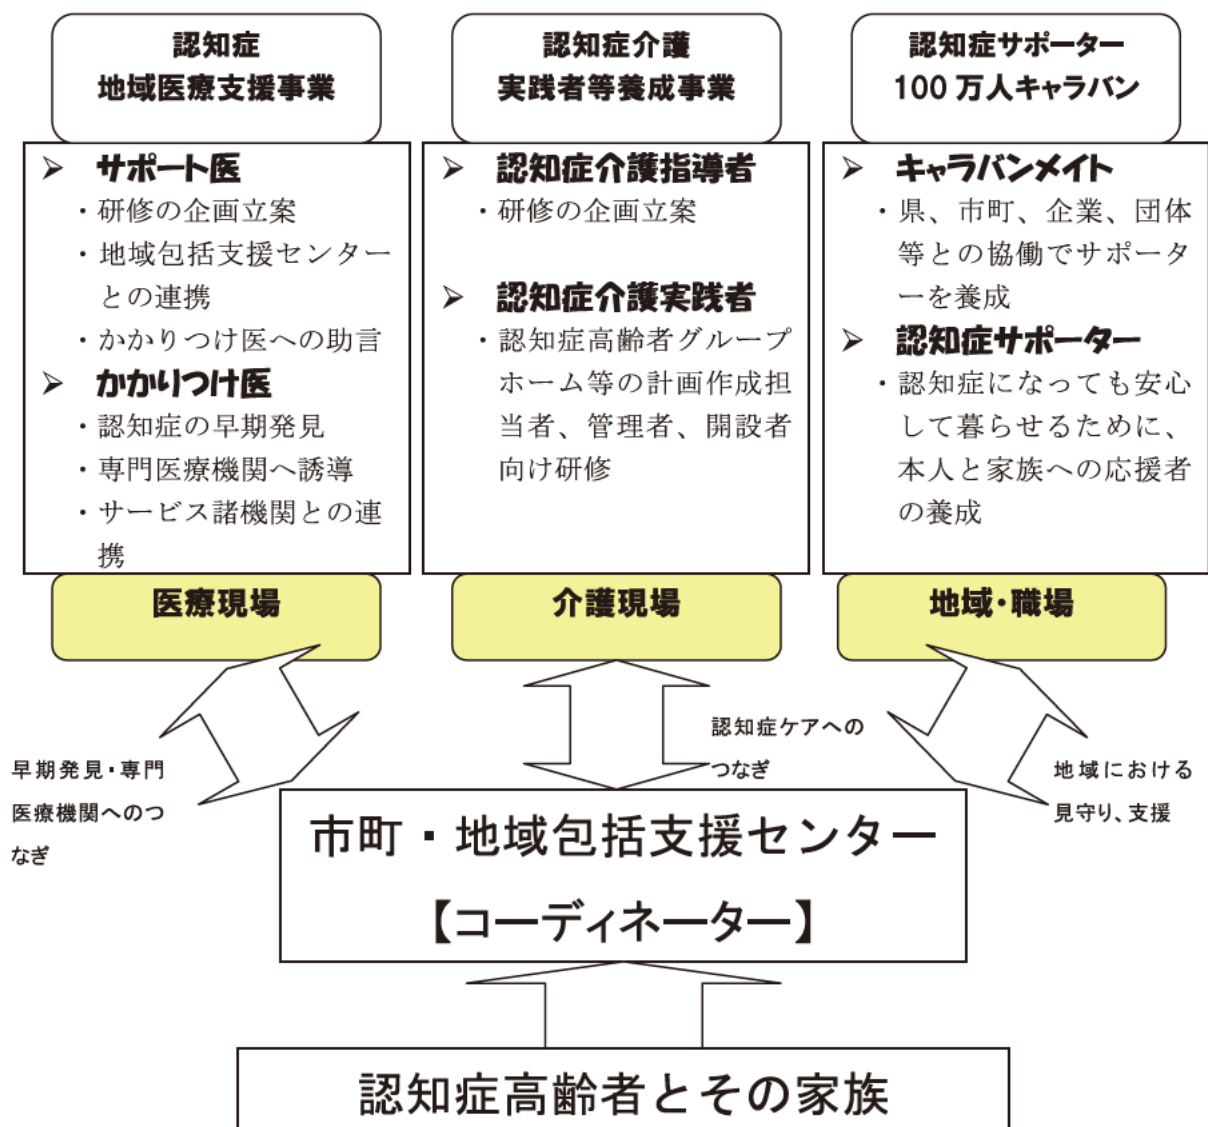 認知症
地域医療支援事業
認知症介護
実践者等養成事業
認知症サポーター
100 万人キャラバン
➢ サポート医
・研修の企画立案
・地域包括支援センター
との連携
・かかりつけ医への助言
➢ かかりつけ医
・認知症の早期発見
・専門医療機関へ誘導
・サービス諸機関との連
携
➢ 認知症介護指導者
・研修の企画立案
➢ 認知症介護実践者
・認知症高齢者グループ
ホーム等の計画作成担
当者、管理者、開設者
向け研修
➢ キャラバンメイト
・県、市町、企業、団体
等との協働でサポータ
ーを養成
➢ 認知症サポーター
・認知症になっても安心
して暮らせるために、
本人と家族への応援者
の養成
医療現場
介護現場
地域・職場
早期発見・専門
医療機関へのつ
なぎ
認知症ケアへの
つなぎ
地域における
見守り、支援
市町・地域包括支援センター
【コーディネーター】
認知症高齢者とその家族